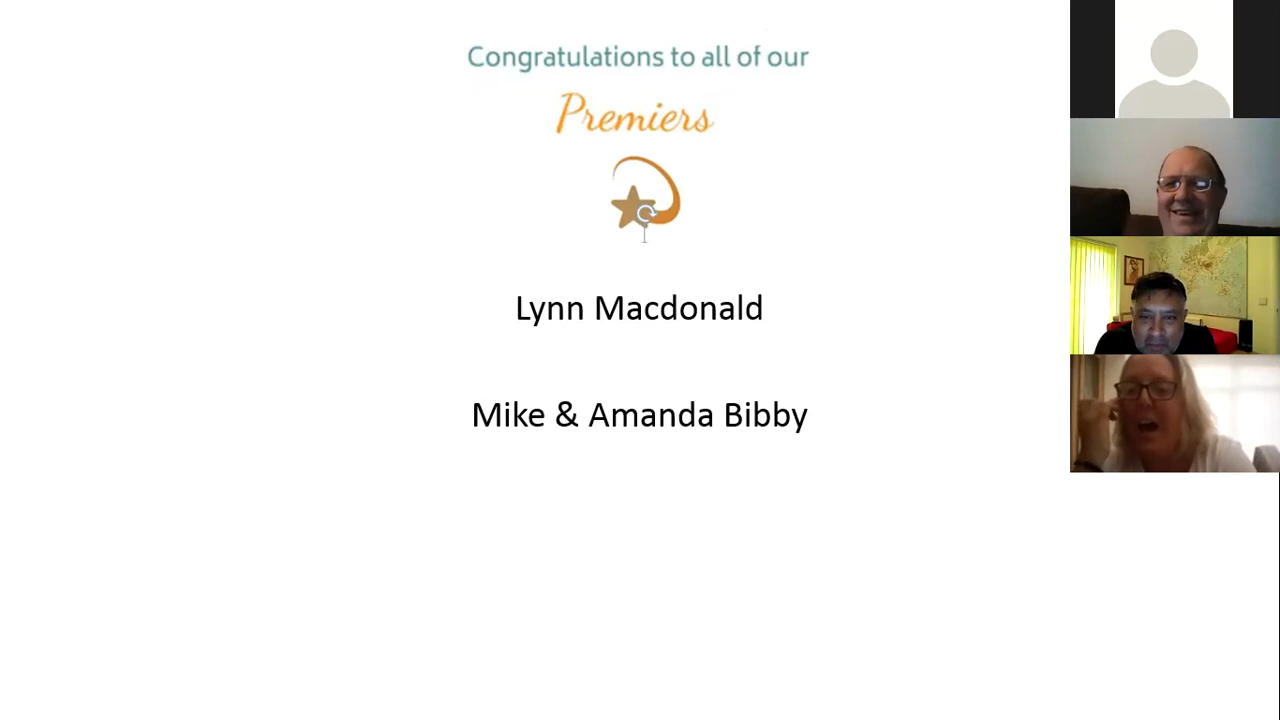 Congratulations to all of our
Premiers
Lynn Macdonald
Mike & Amanda Bibby